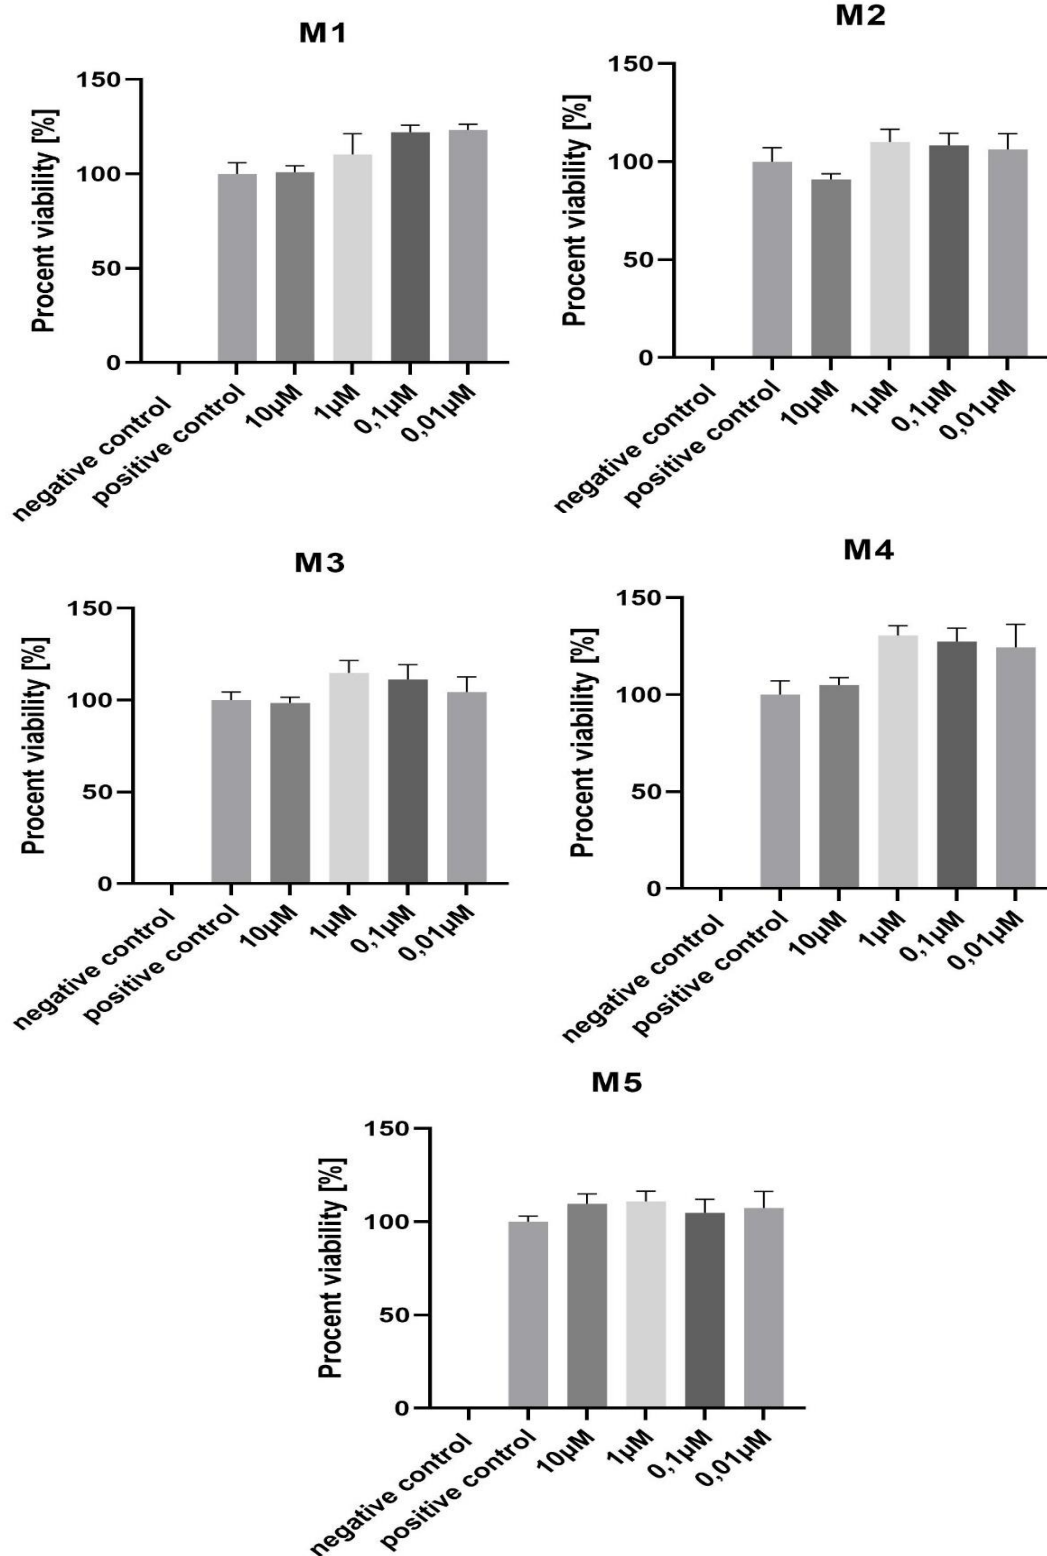 M1
Procent viability [%]
150
100
50
0
negative control
positive control
10µM
1µM
0,1µM
0,01µM
M2
Procent viability [%]
150
100
50
0
negative control
positive control
10µM
1µM
0,1µM
0,01µM
M3
Procent viability [%]
150
100
50
0
negative control
positive control
10µM
1µM
0,1µM
0,01µM
M4
Procent viability [%]
150
100
50
0
negative control
positive control
10µM
1µM
0,1µM
0,01µM
M5
Procent viability [%]
150
100
50
0
negative control
positive control
10µM
1µM
0,1µM
0,01µM